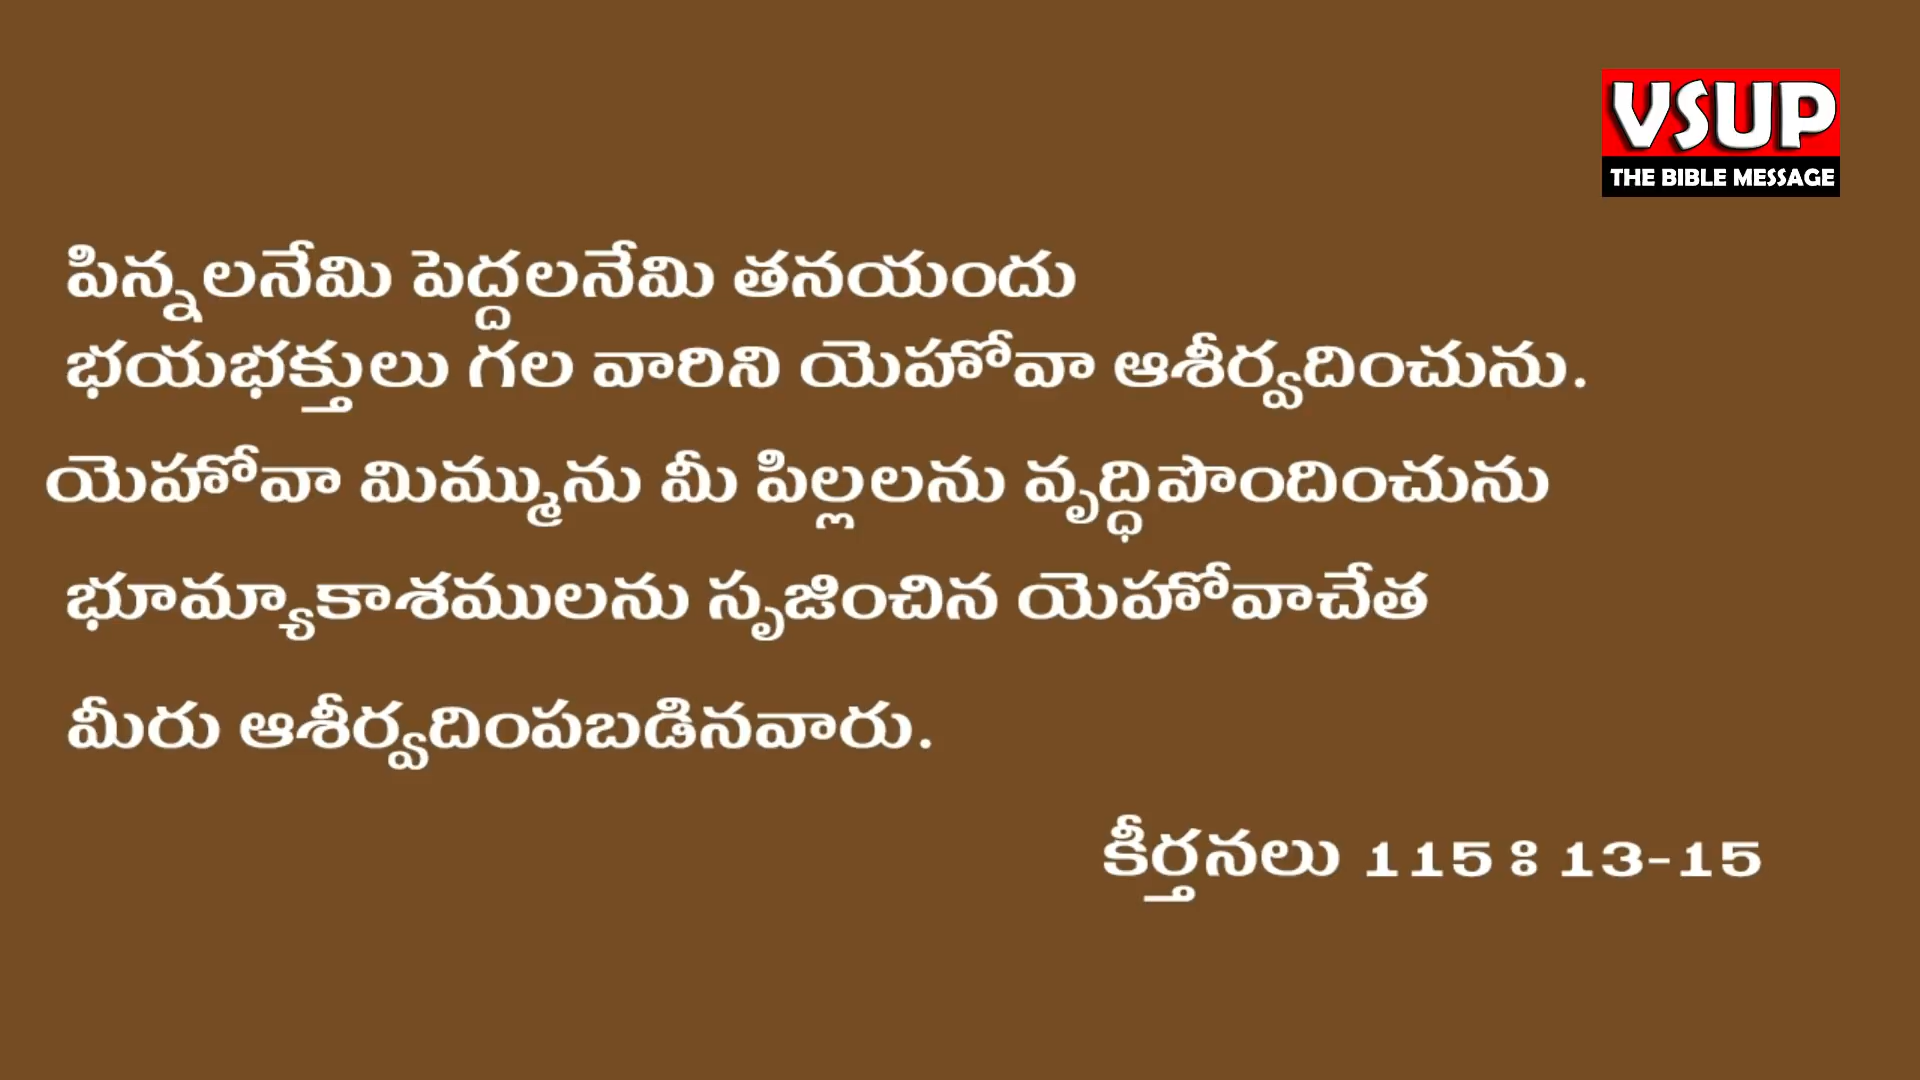 VSUP
THE BIBLE MESSAGE
పిన్నలనేమి పెద్దలనేమి తనయందు
భయభక్తులు గల వారిని యెహోవా ఆశీర్వదించును.
యెహోవా మిమ్మును మీ పిల్లలను వృద్ధిపొందించును
భూమ్యాకాశములను సృజించిన యెహోవాచేత
మీరు ఆశీర్వదింపబడినవారు.
కీర్తనలు 115 : 13-15